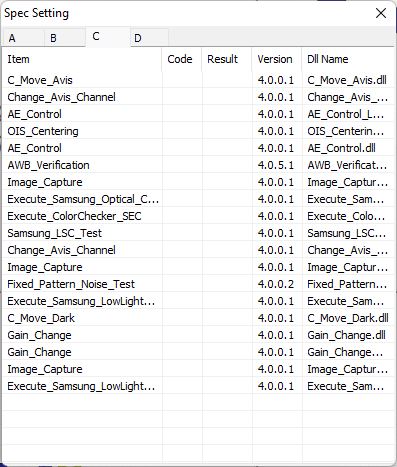 Spec Setting
A B C D
Item Code Result Version Dll Name
C_Move_Avis 4.0.0.1 C_Move_Avis.dll
Change_Avis_Channel 4.0.0.1 Change_Avis_...
AE_Control 4.0.0.1 AE_Control_L...
OIS_Centering 4.0.0.1 OIS_Centerin...
AE_Control 4.0.0.1 AE_Control.dll
AWB_Verification 4.0.5.1 AWB_Verificat...
Image_Capture 4.0.0.1 Image_Captur...
Execute_Samsung_Optical_C... 4.0.0.1 Execute_Sam...
Execute_ColorChecker_SEC 4.0.0.1 Execute_Colo...
Samsung_LSC_Test 4.0.0.1 Samsung_LSC...
Change_Avis_Channel 4.0.0.1 Change_Avis_...
Image_Capture 4.0.0.1 Image_Captur...
Fixed_Pattern_Noise_Test 4.0.0.2 Fixed_Pattern...
Execute_Samsung_LowLight... 4.0.0.1 Execute_Sam...
C_Move_Dark 4.0.0.1 C_Move_Dark.dll
Gain_Change 4.0.0.1 Gain_Change.dll
Gain_Change 4.0.0.1 Gain_Change...
Image_Capture 4.0.0.1 Image_Captur...
Execute_Samsung_LowLight... 4.0.0.1 Execute_Sam...